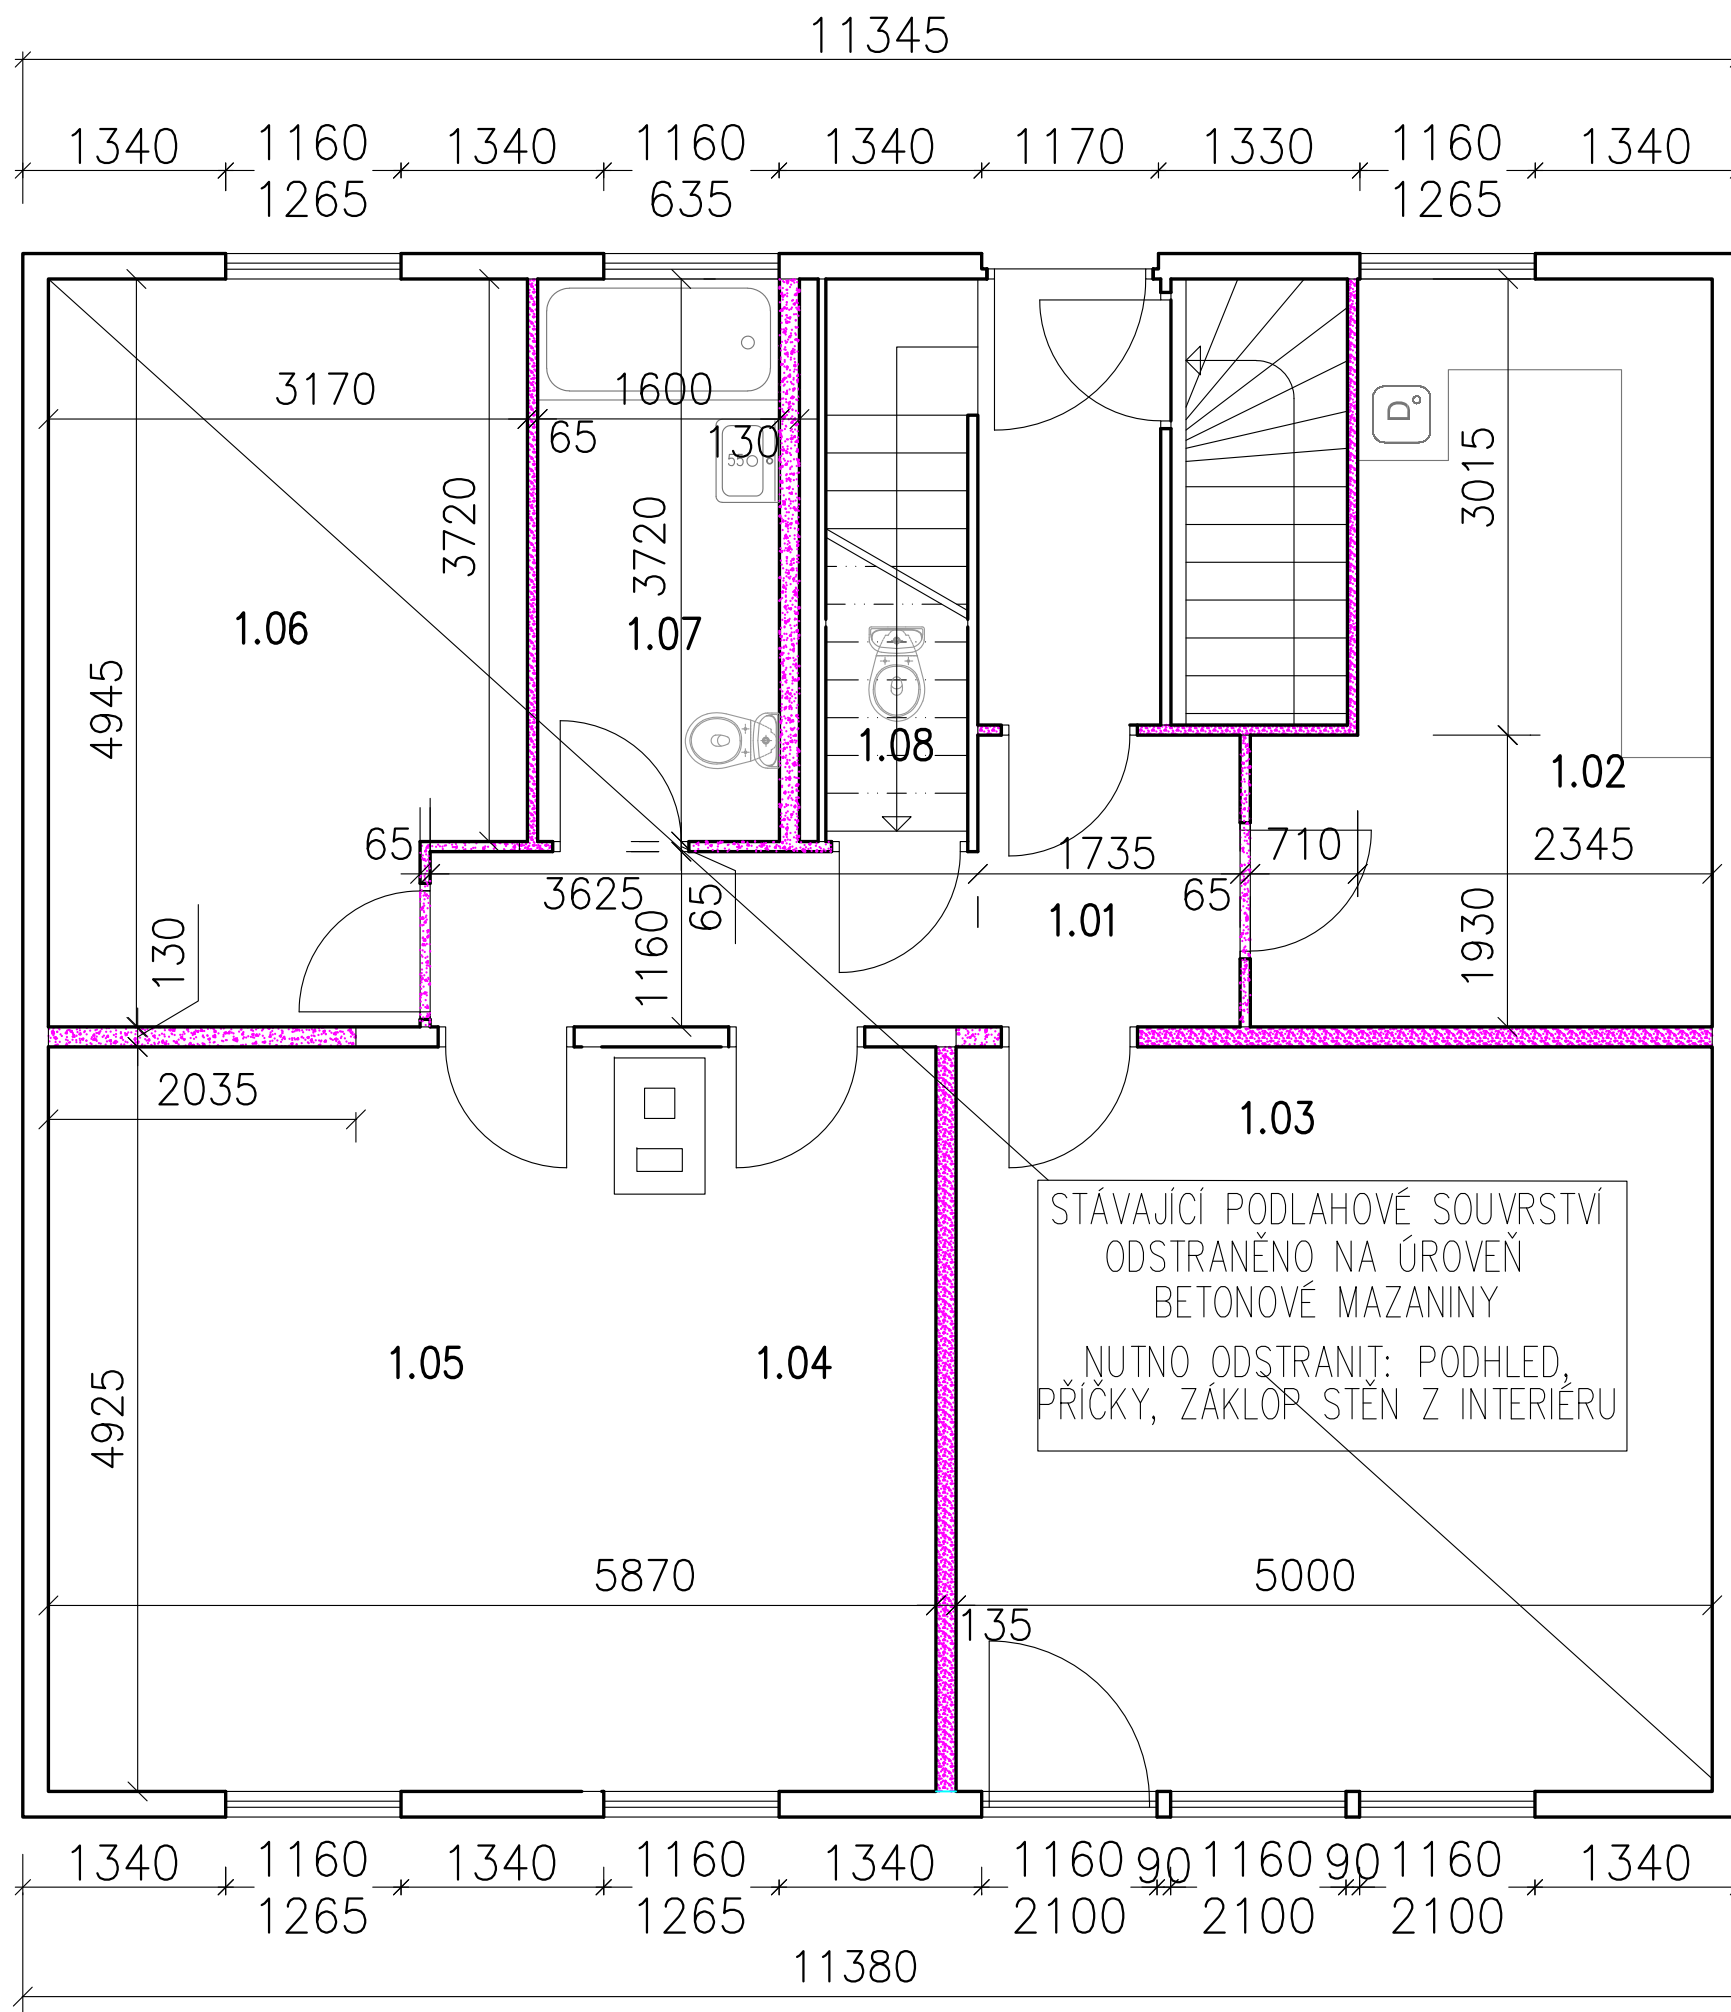 11345
1340 1160 1340 1160 1340 1170 1330 1160 1340
1265 635 1265
3170 1600
65 130
55
D
3720 3720 3015
1.06 1.07
4945
1.08 1.02
65 1735 710 2345
3625 65 65
1.01
130 1160 1930
2035
1.03
STÁVAJÍCÍ PODLAHOVÉ SOUVRSTVÍ
ODSTRANĚNO NA ÚROVEŇ
BETONOVÉ MAZANINY
NUTNO ODSTRANIT: PODHLED,
PŘÍČKY, ZÁKLOP STĚN Z INTERIÉRU
1.05 1.04
4925
5870 5000
135
1340 1160 1340 1160 1340 1160 90 1160 90 1160 1340
1265 1265 2100 2100 2100
11380